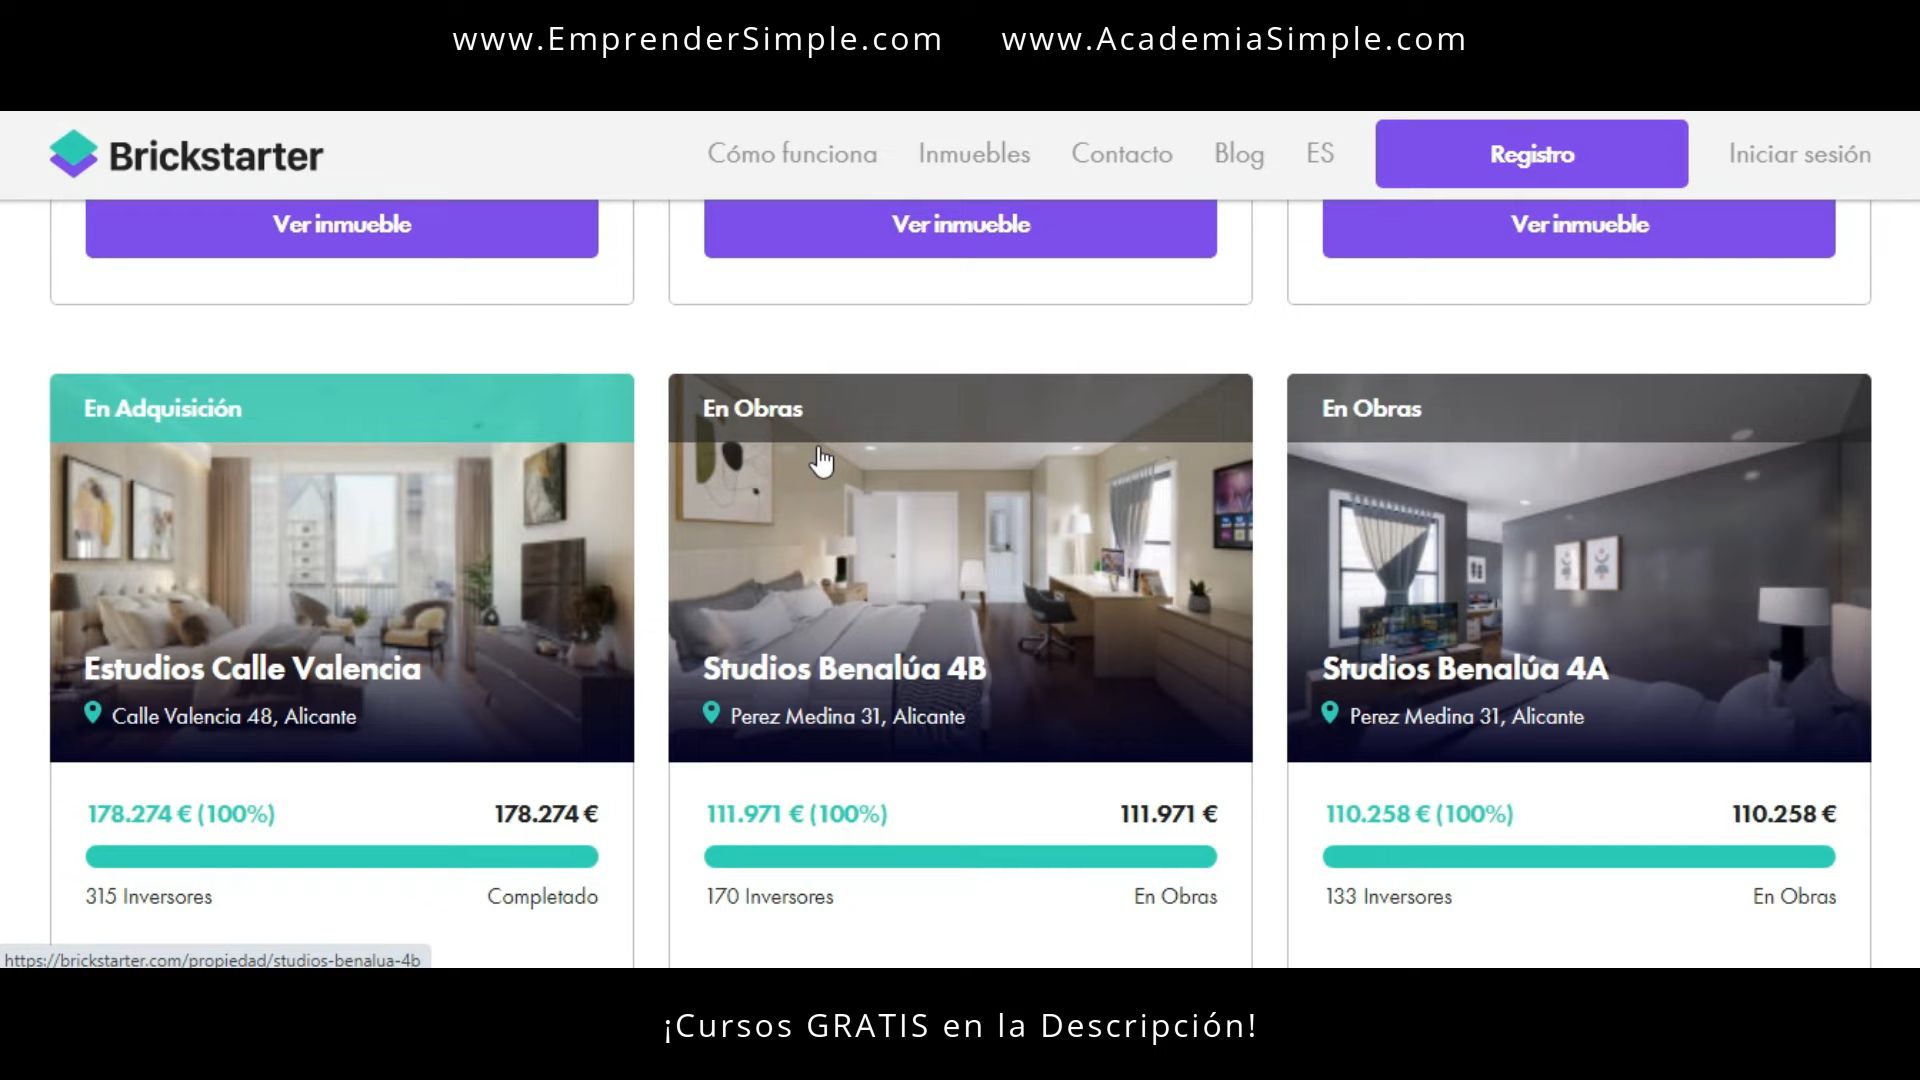 www.EmprenderSimple.com www.AcademiaSimple.com
Brickstarter
Cómo funciona Inmuebles Contacto Blog ES Registro Iniciar sesión
Ver inmueble Ver inmueble Ver inmueble
En Adquisición
Estudios Calle Valencia
Calle Valencia 48, Alicante
178.274 € (100%) 178.274 €
315 Inversores Completado
En Obras
Studios Benalúa 4B
Perez Medina 31, Alicante
111.971 € (100%) 111.971 €
170 Inversores En Obras
En Obras
Studios Benalúa 4A
Perez Medina 31, Alicante
110.258 € (100%) 110.258 €
133 Inversores En Obras
https://brickstarter.com/propiedad/studios-benalua-4b
¡Cursos GRATIS en la Descripción!